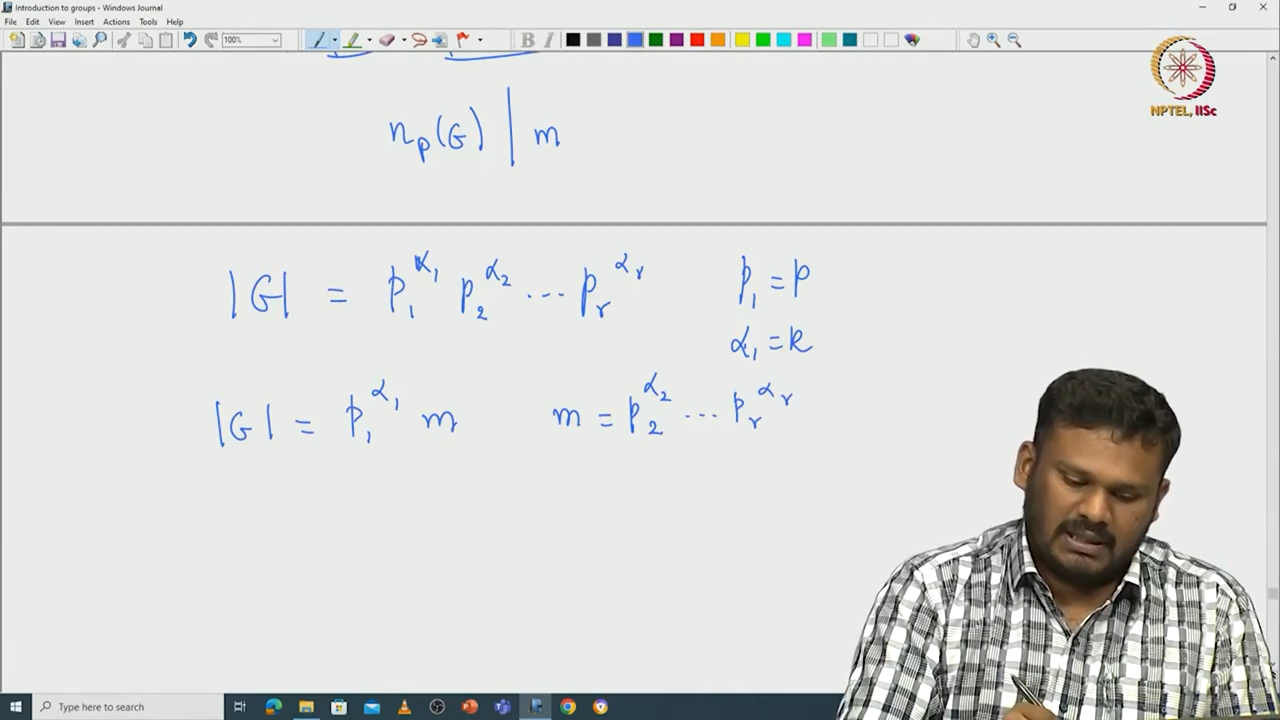 Introduction to groups - Windows Journal
File Edit View Insert Actions Tools Help
100% B I
NPTEL, IISc
n_p(G) | m
|G| = p_1^{α_1} p_2^{α_2} ... p_r^{α_r} p_1 = p
α_1 = k
|G| = p_1^{α_1} m m = p_2^{α_2} ... p_r^{α_r}
Type here to search